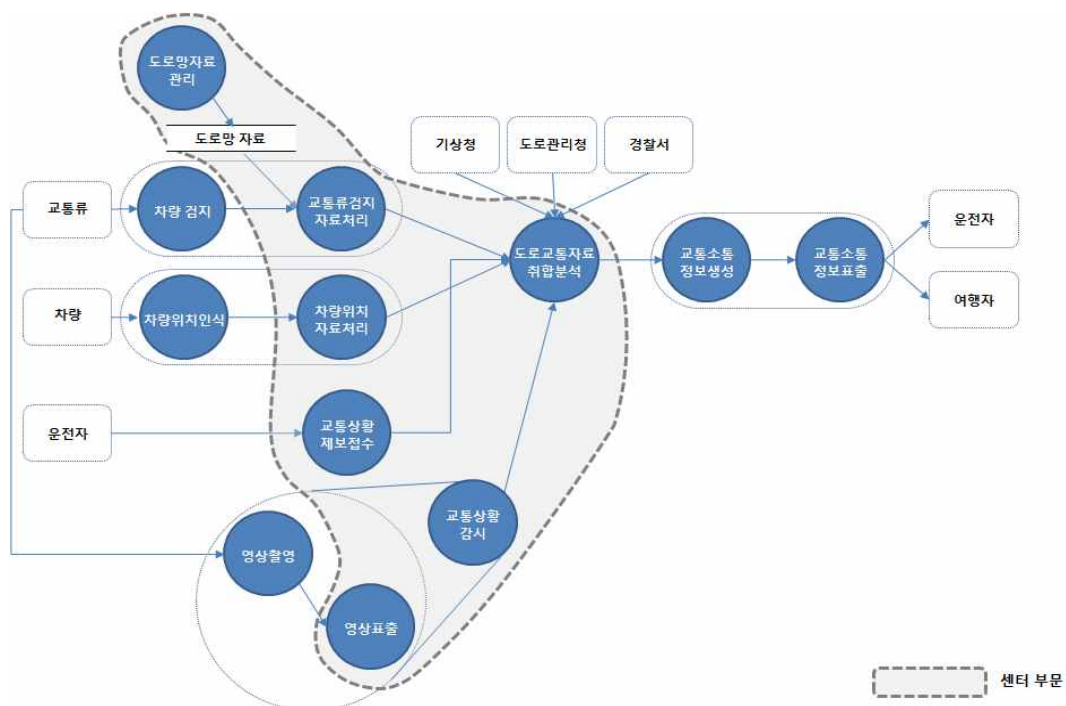 도로망자료
관리
도로망 자료
기상청
도로관리청
경찰서
교통류
차량 검지
교통류검지
자료처리
도로교통자료
취합분석
교통소통
정보생성
교통소통
정보표출
운전자
여행자
차량
차량위치인식
차량위치
자료처리
운전자
교통상황
제보접수
교통상황
감시
영상촬영
영상표출
센터 부문